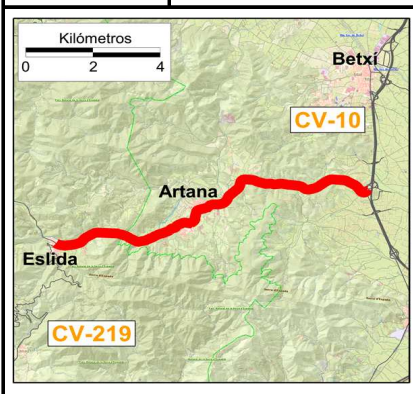 Kilómetros
0 2 4
Betxí
CV-10
Artana
Eslida
CV-219